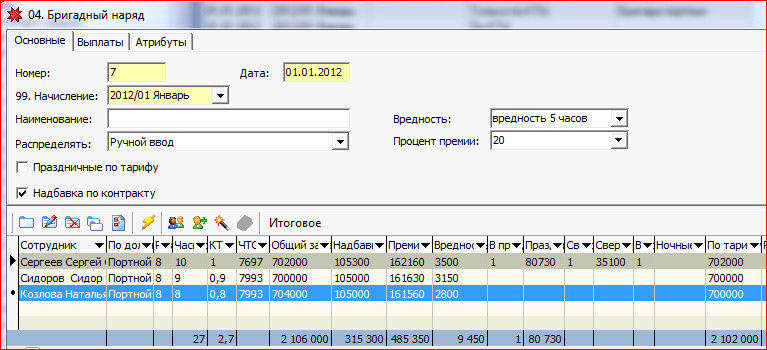 04. Бригадный наряд
Основные Выплаты Атрибуты
Номер: 7 Дата: 01.01.2012
99. Начисление: 2012/01 Январь
Наименование: Вредность: вредность 5 часов
Распределять: Ручной ввод Процент премии: 20
Праздничные по тарифу
Надбавка по контракту
Итоговое
Сотрудник По дол Часы КТ ЧТС Общий за Надбавк Преми Вреднос В пр Праз, Св Свер В Ночные По тари
Сергеев Сергей Портной 8 10 1 7697 702000 105300 162160 3500 1 80730 1 35100 1 702000
Сидоров Сидор Портной 8 9 0,9 7993 700000 105000 161630 3150 700000
Козлова Наталья Портной 8 8 0,8 7993 704000 105000 161560 2800 700000
27 2,7 2 106 000 315 300 485 350 9 450 1 80 730 2 102 000